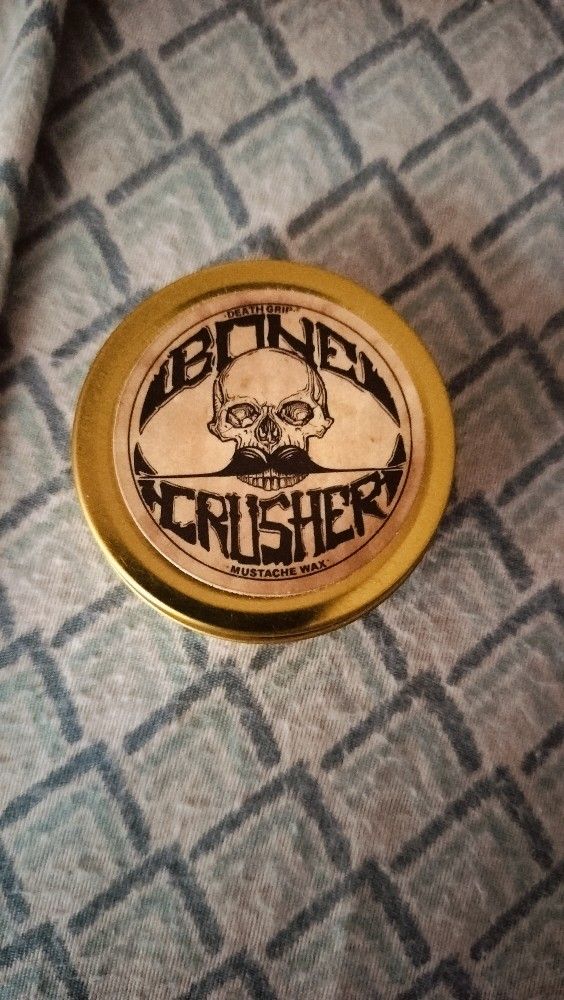 ·DEATH GRIP·
BONE
CRUSHER
·MUSTACHE WAX·